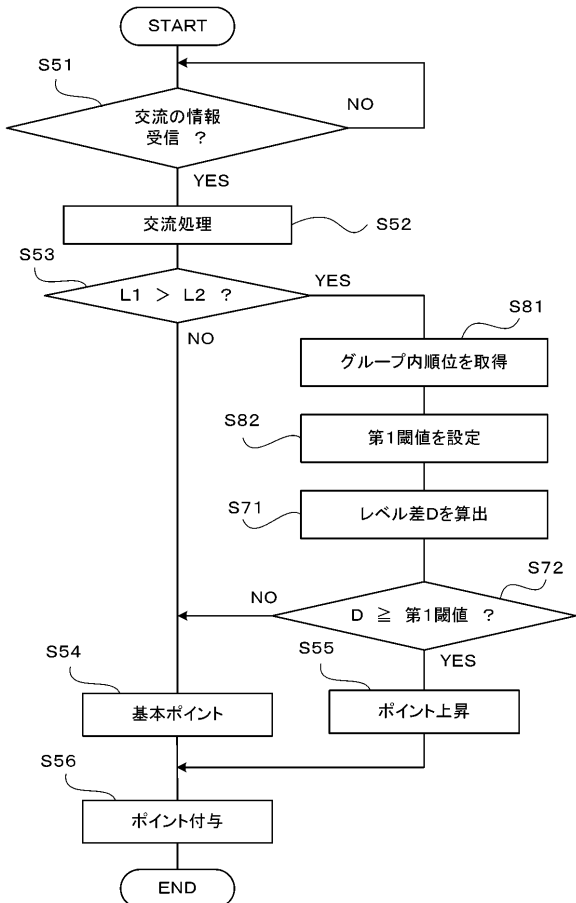 START
S51
交流の情報
受信 ?
NO
YES
交流処理
S52
S53
L1 > L2 ?
YES
NO
S81
グループ内順位を取得
S82
第1閾値を設定
S71
レベル差Dを算出
S72
D ≧ 第1閾値 ?
NO
YES
S54
基本ポイント
S55
ポイント上昇
S56
ポイント付与
END